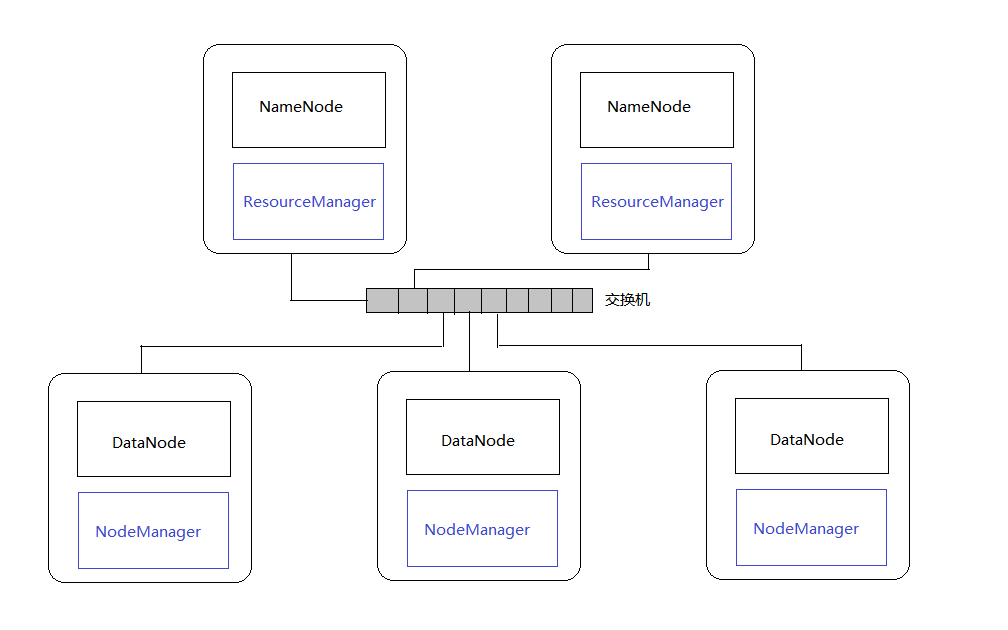 NameNode
NameNode
ResourceManager
ResourceManager
交换机
DataNode
DataNode
DataNode
NodeManager
NodeManager
NodeManager